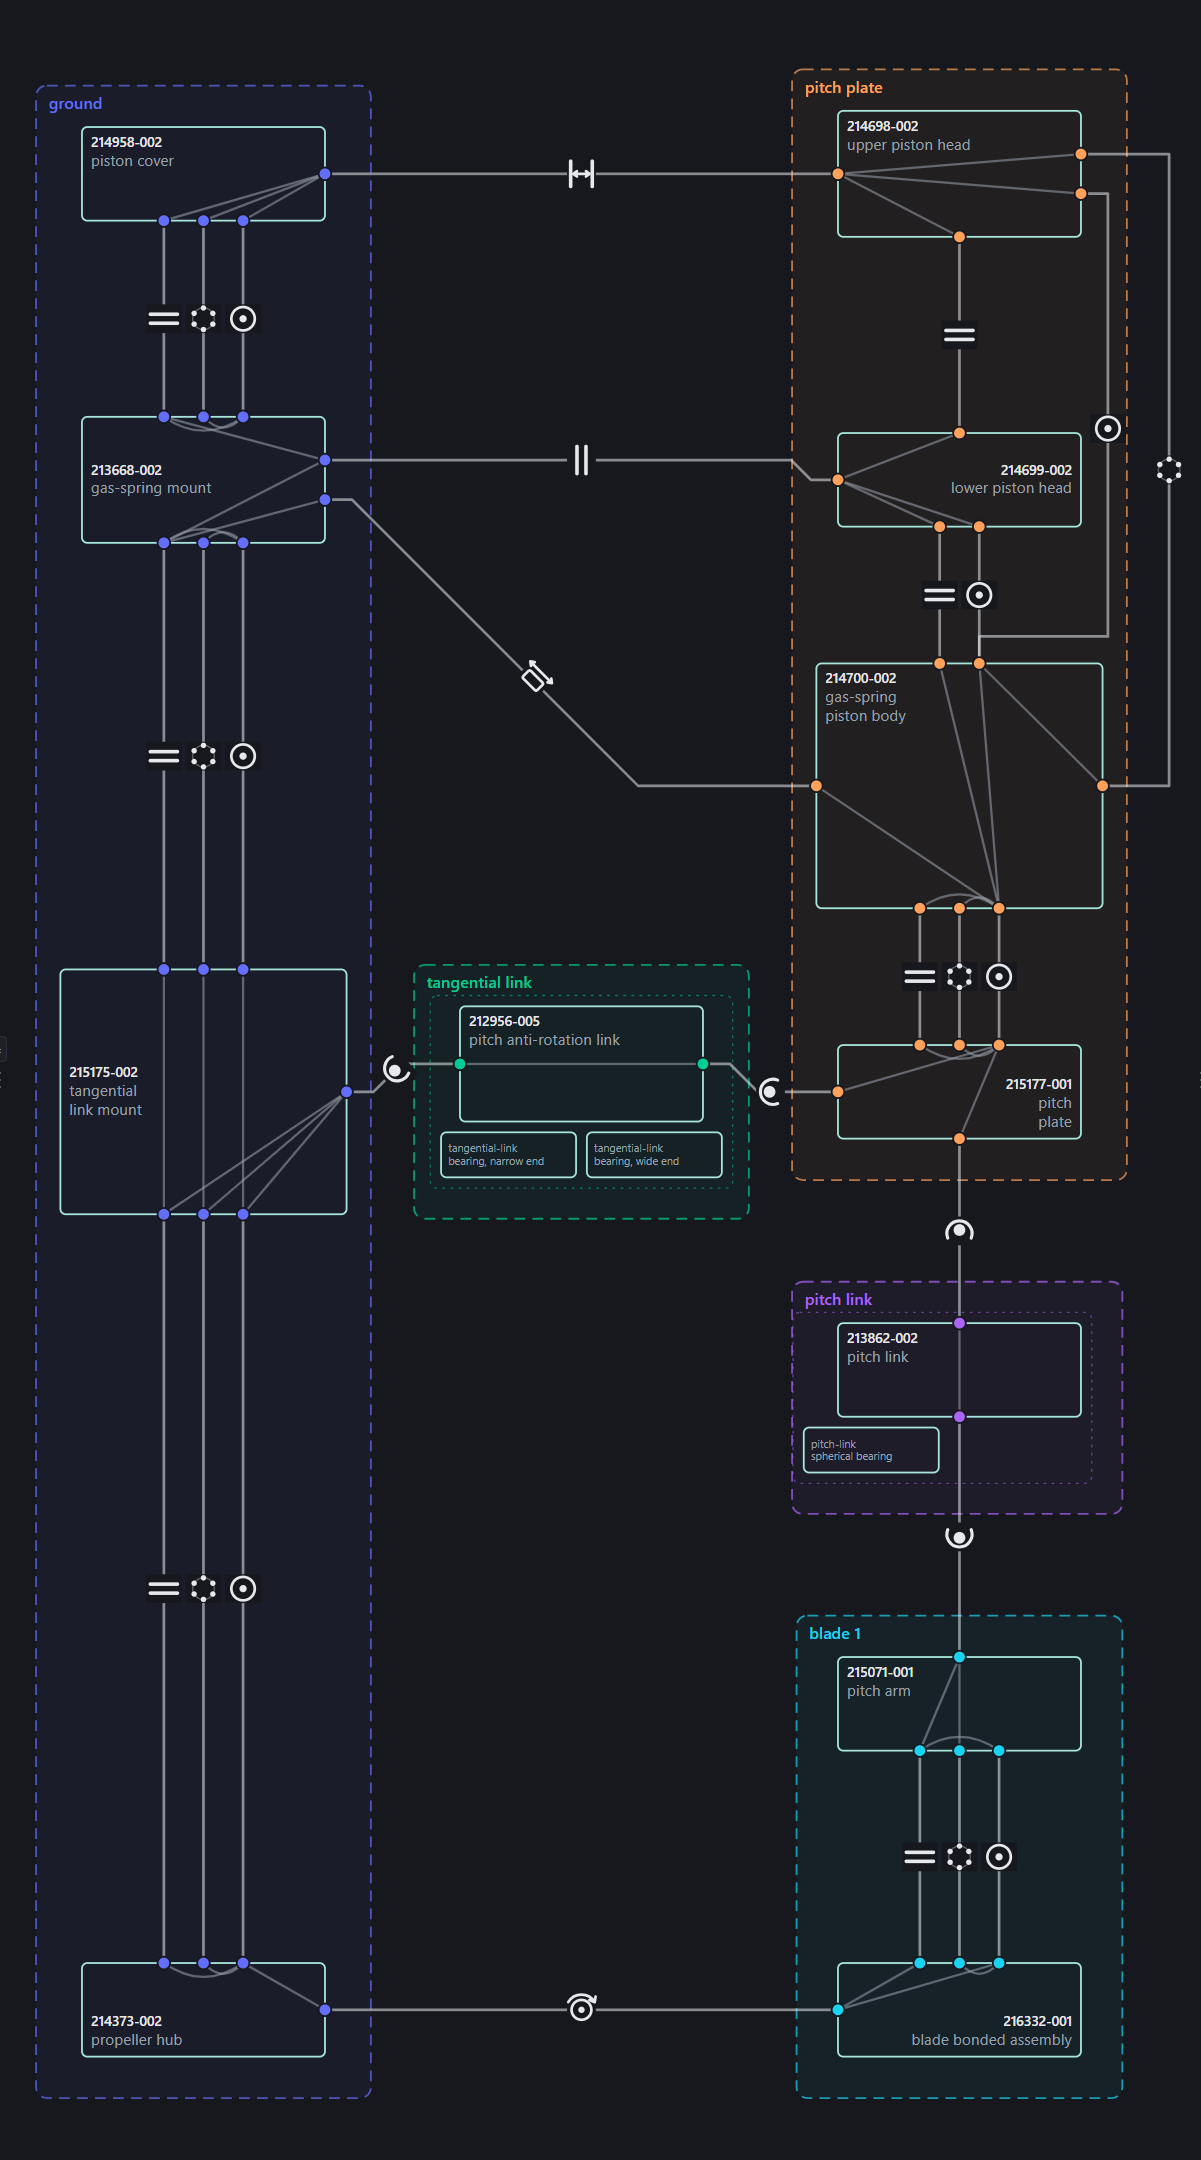 ground
214958-002
piston cover
213668-002
gas-spring mount
215175-002
tangential
link mount
214373-002
propeller hub
tangential link
212956-005
pitch anti-rotation link
tangential-link
bearing, narrow end
tangential-link
bearing, wide end
pitch plate
214698-002
upper piston head
214699-002
lower piston head
214700-002
gas-spring
piston body
215177-001
pitch
plate
pitch link
213862-002
pitch link
pitch-link
spherical bearing
blade 1
215071-001
pitch arm
216332-001
blade bonded assembly